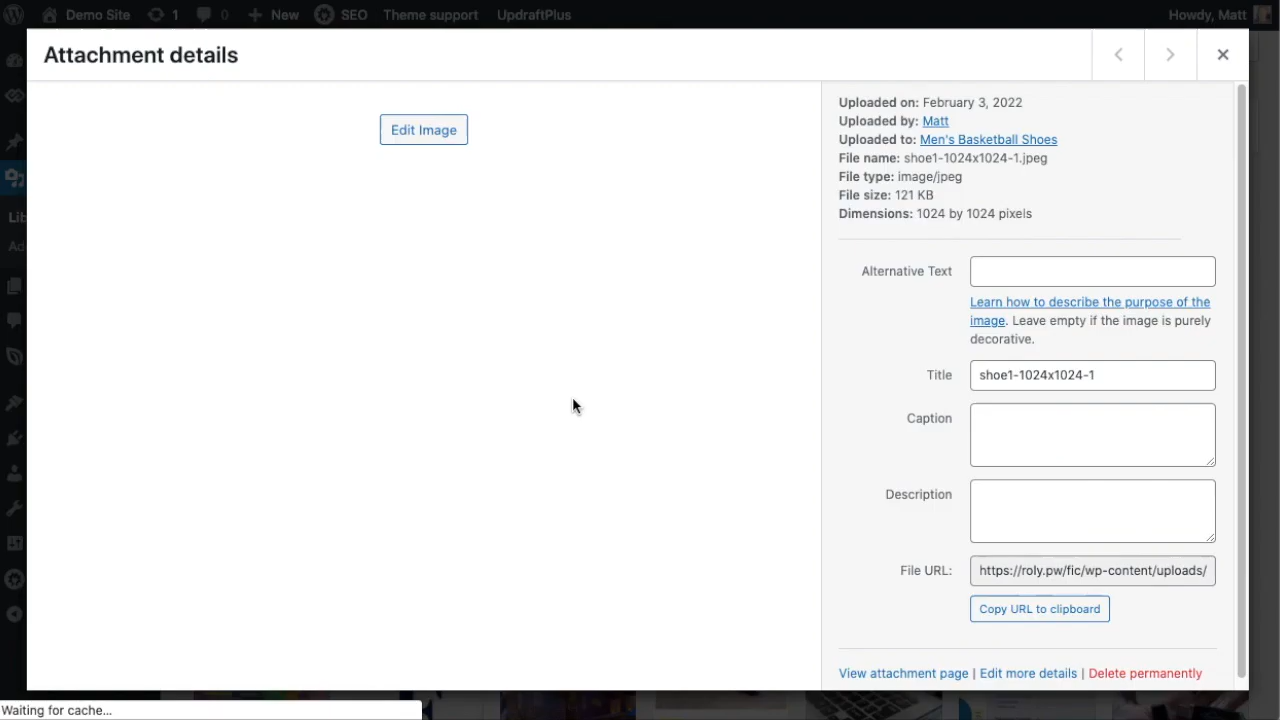 Demo Site 1 0 New SEO Theme support UpdraftPlus Howdy, Matt
Attachment details
Edit Image
Uploaded on: February 3, 2022
Uploaded by: Matt
Uploaded to: Men's Basketball Shoes
File name: shoe1-1024x1024-1.jpeg
File type: image/jpeg
File size: 121 KB
Dimensions: 1024 by 1024 pixels
Lib
Ad
Alternative Text
Learn how to describe the purpose of the
image. Leave empty if the image is purely
decorative.
Title shoe1-1024x1024-1
Caption
Description
File URL: https://roly.pw/fic/wp-content/uploads/
Copy URL to clipboard
View attachment page | Edit more details | Delete permanently
Waiting for cache...